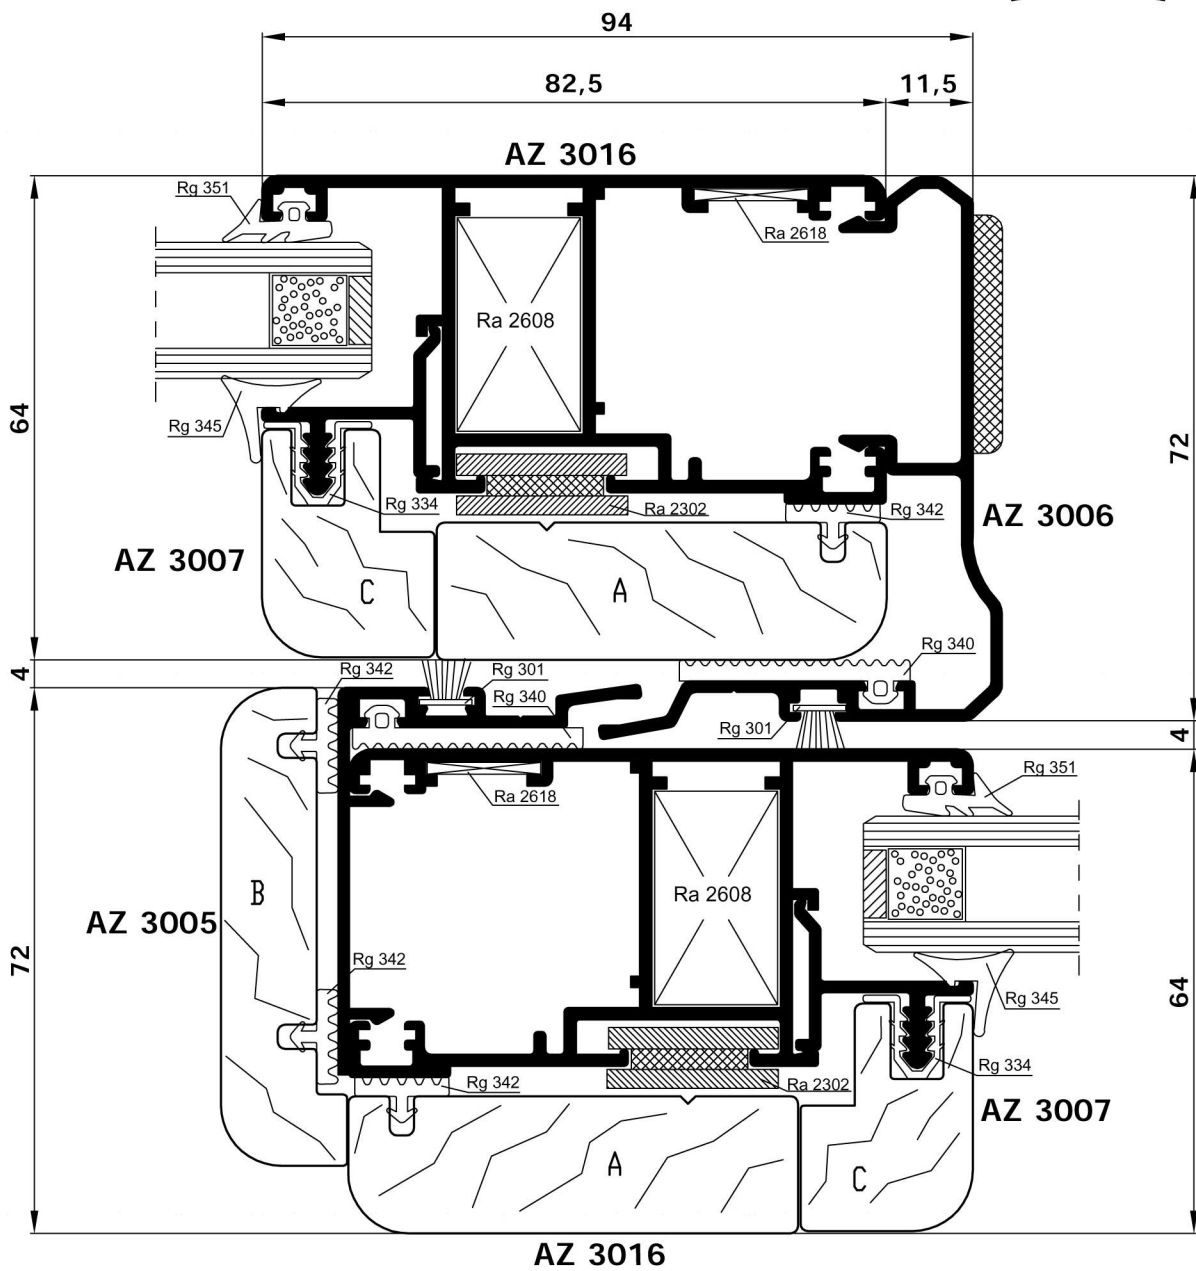 94
82,5
11,5
AZ 3016
Rg 351
Ra 2618
Ra 2608
64
72
Rg 345
Rg 334
Ra 2302
Rg 342
AZ 3006
AZ 3007
C
A
4
Rg 342
Rg 301
Rg 340
Rg 340
Rg 301
4
Ra 2618
Rg 351
Ra 2608
B
AZ 3005
72
Rg 342
Rg 345
64
Rg 342
Ra 2302
Rg 334
AZ 3007
A
C
AZ 3016